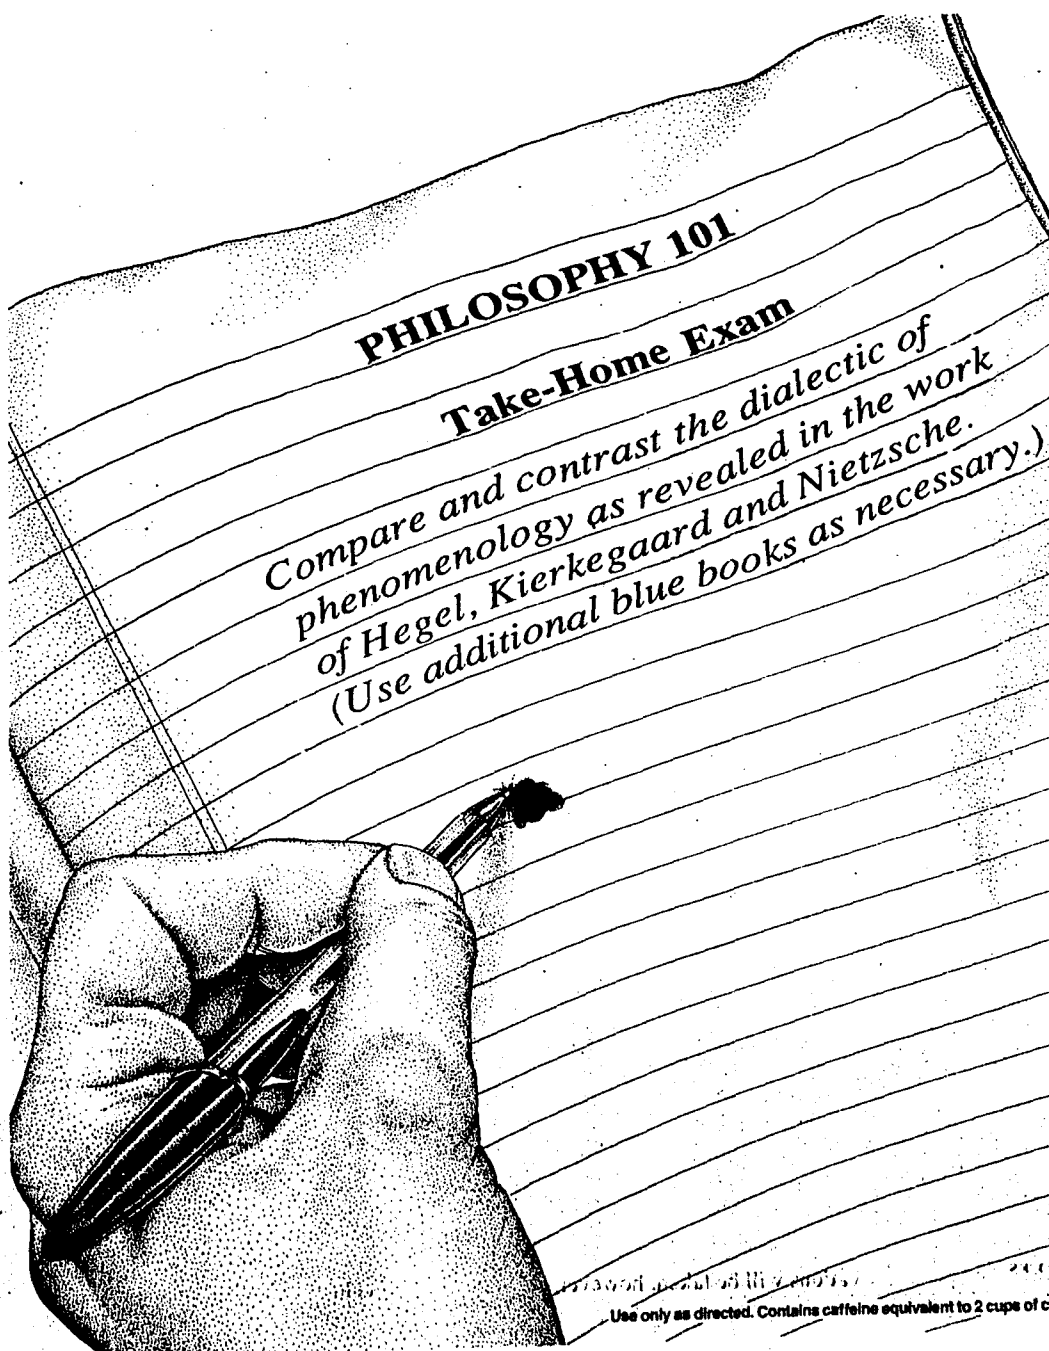 PHILOSOPHY 101
Take-Home Exam
Compare and contrast the dialectic of
phenomenology as revealed in the work
of Hegel, Kierkegaard and Nietzsche.
(Use additional blue books as necessary.)
Use only as directed. Contains caffeine equivalent to 2 cups of c